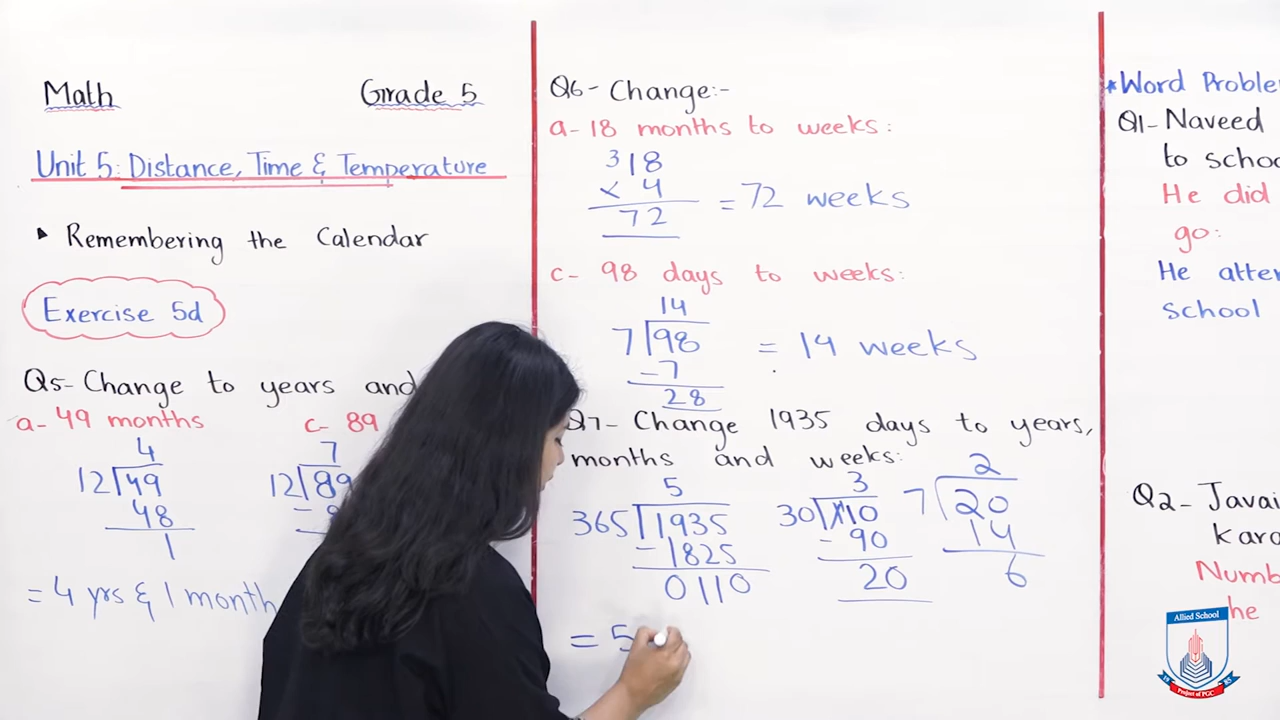 Math Grade 5
Unit 5: Distance, Time & Temperature
Remembering the Calendar
Exercise 5d
Q5- Change to years and
a- 49 months c- 89
4 7
12 49 12 89
48 -
1
= 4 yrs & 1 month
Q6- Change:-
a- 18 months to weeks:
3 18
× 4
72 = 72 weeks
c- 98 days to weeks:
14
7 98 = 14 weeks
-7
28
Q7- Change 1935 days to years,
months and weeks:
5 3 2
365 1935 30 110 7 20
-1825 -90 14
0110 20 6
= 5
*Word Proble
Q1- Naveed
to schoo
He did
go:
He atte
school
Q2- Javai
Kara
Numb
he
Allied School
19 85
Project of PGC